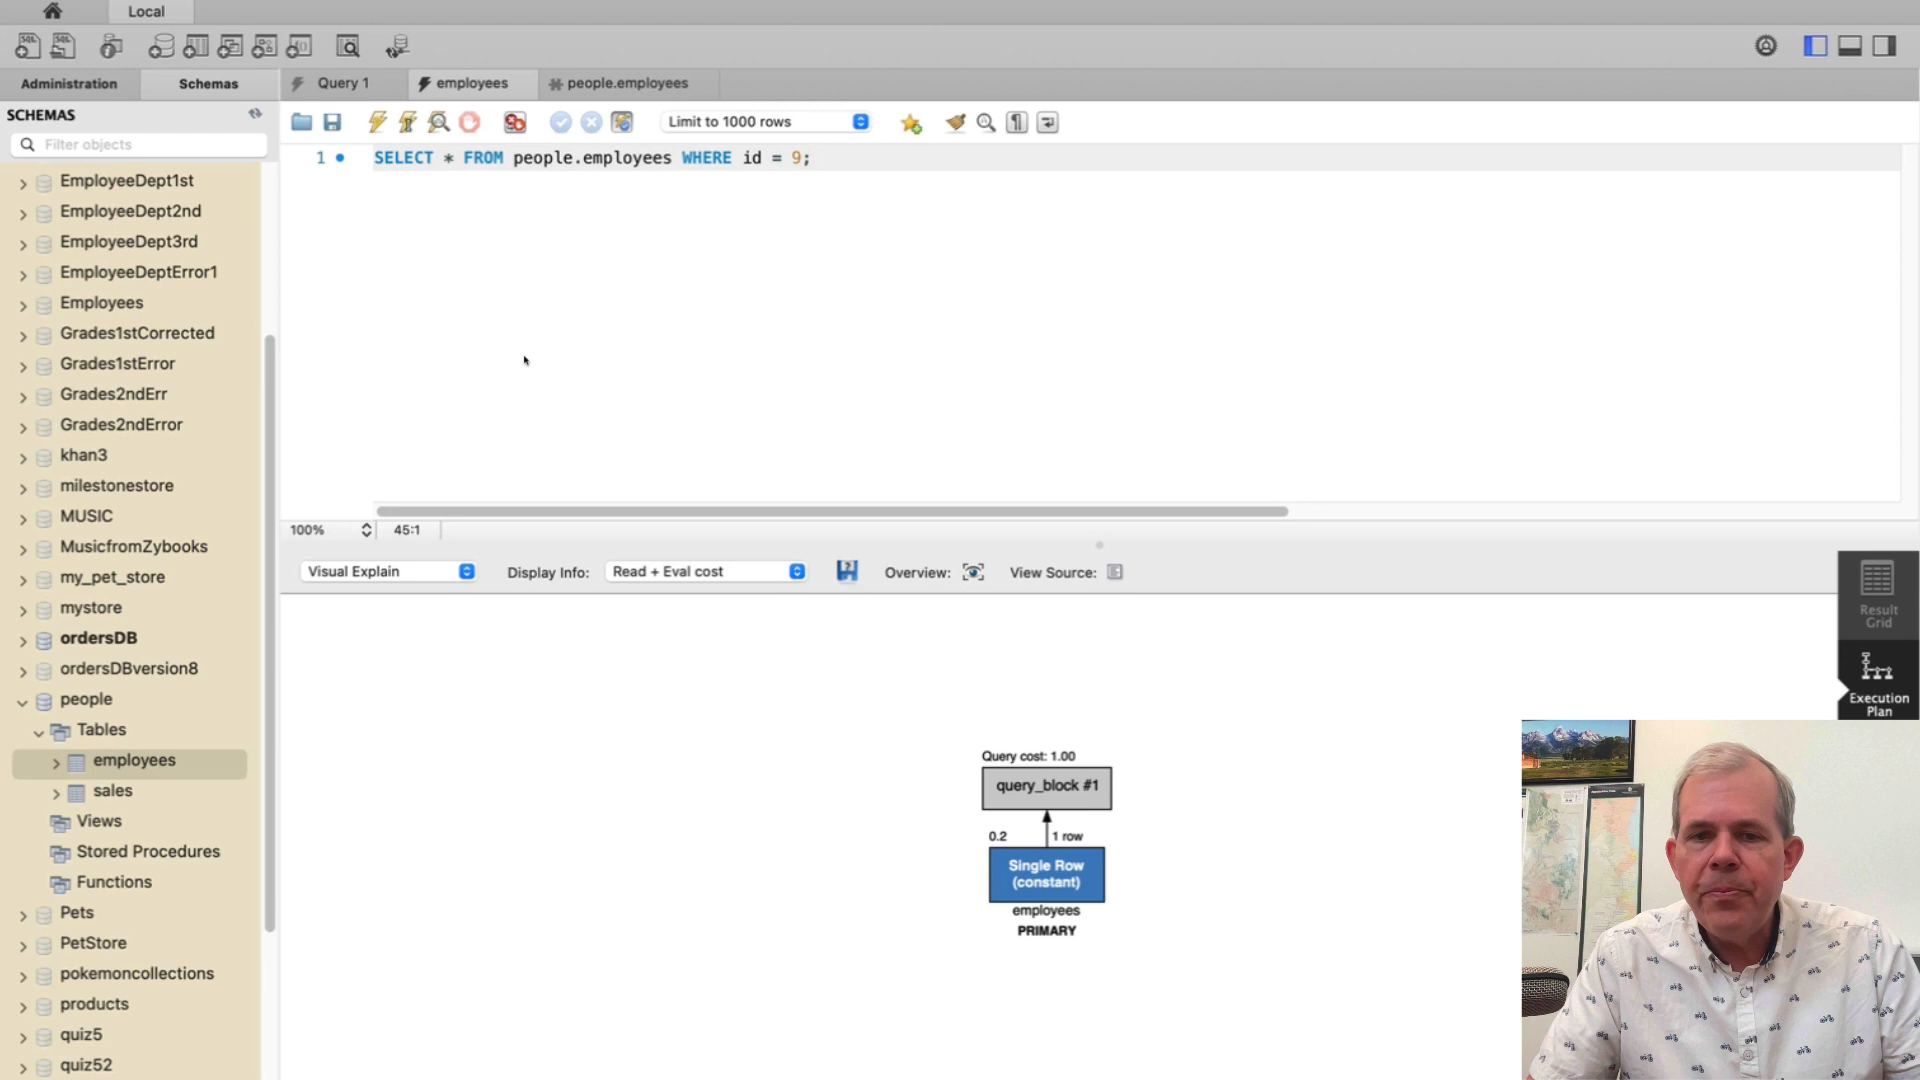 Local
Administration
Schemas
Query 1
employees
people.employees
SCHEMAS
Filter objects
Limit to 1000 rows
1
SELECT * FROM people.employees WHERE id = 9;
EmployeeDept1st
EmployeeDept2nd
EmployeeDept3rd
EmployeeDeptError1
Employees
Grades1stCorrected
Grades1stError
Grades2ndErr
Grades2ndError
khan3
milestonestore
MUSIC
MusicfromZybooks
my_pet_store
mystore
ordersDB
ordersDBversion8
people
Tables
employees
sales
Views
Stored Procedures
Functions
Pets
PetStore
pokemoncollections
products
quiz5
quiz52
100%
45:1
Visual Explain
Display Info:
Read + Eval cost
Overview:
View Source:
Result
Grid
Execution
Plan
Query cost: 1.00
query_block #1
0.2
1 row
Single Row
(constant)
employees
PRIMARY